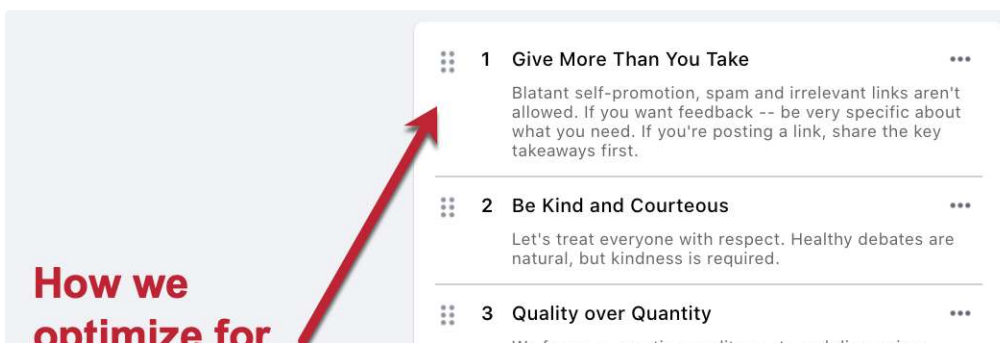 1 Give More Than You Take
Blatant self-promotion, spam and irrelevant links aren't
allowed. If you want feedback -- be very specific about
what you need. If you're posting a link, share the key
takeaways first.
2 Be Kind and Courteous
Let's treat everyone with respect. Healthy debates are
natural, but kindness is required.
How we
optimize for
3 Quality over Quantity